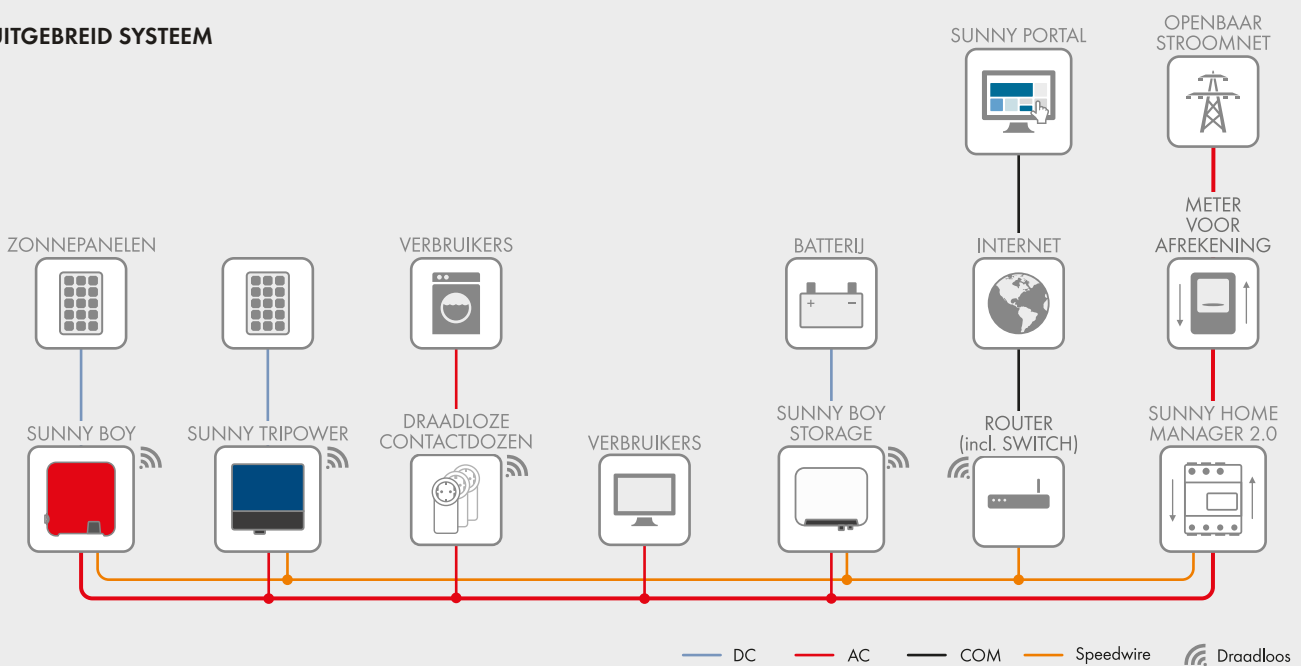 UITGEBREID SYSTEEM
SUNNY PORTAL
OPENBAAR
STROOMNET
ZONNEPANELEN
VERBRUIKERS
BATTERIJ
INTERNET
METER
VOOR
AFREKENING
SUNNY BOY
SUNNY TRIPOWER
DRAADLOZE
CONTACTDOZEN
VERBRUIKERS
SUNNY BOY
STORAGE
ROUTER
(incl. SWITCH)
SUNNY HOME
MANAGER 2.0
DC
AC
COM
Speedwire
Draadloos